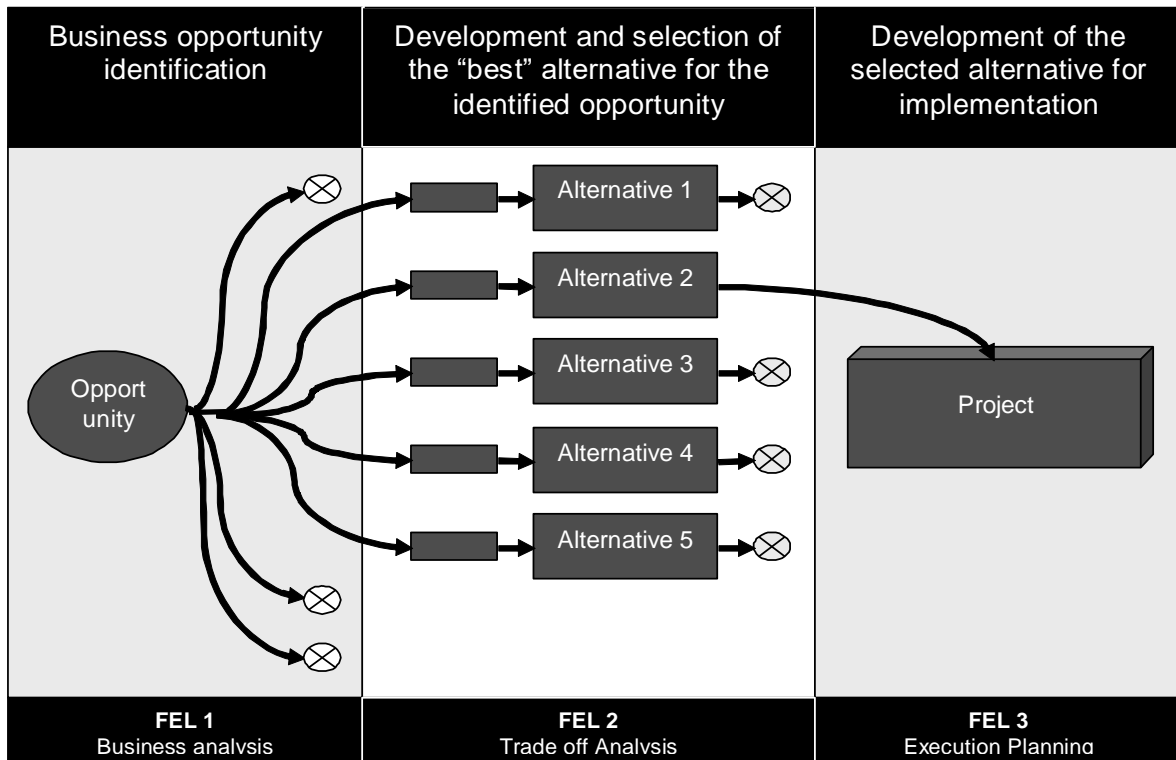 Business opportunity
identification
Development and selection of
the “best” alternative for the
identified opportunity
Development of the
selected alternative for
implementation
Opport
unity
Alternative 1
Alternative 2
Alternative 3
Alternative 4
Alternative 5
Project
FEL 1
Business analysis
FEL 2
Trade off Analysis
FEL 3
Execution Planning